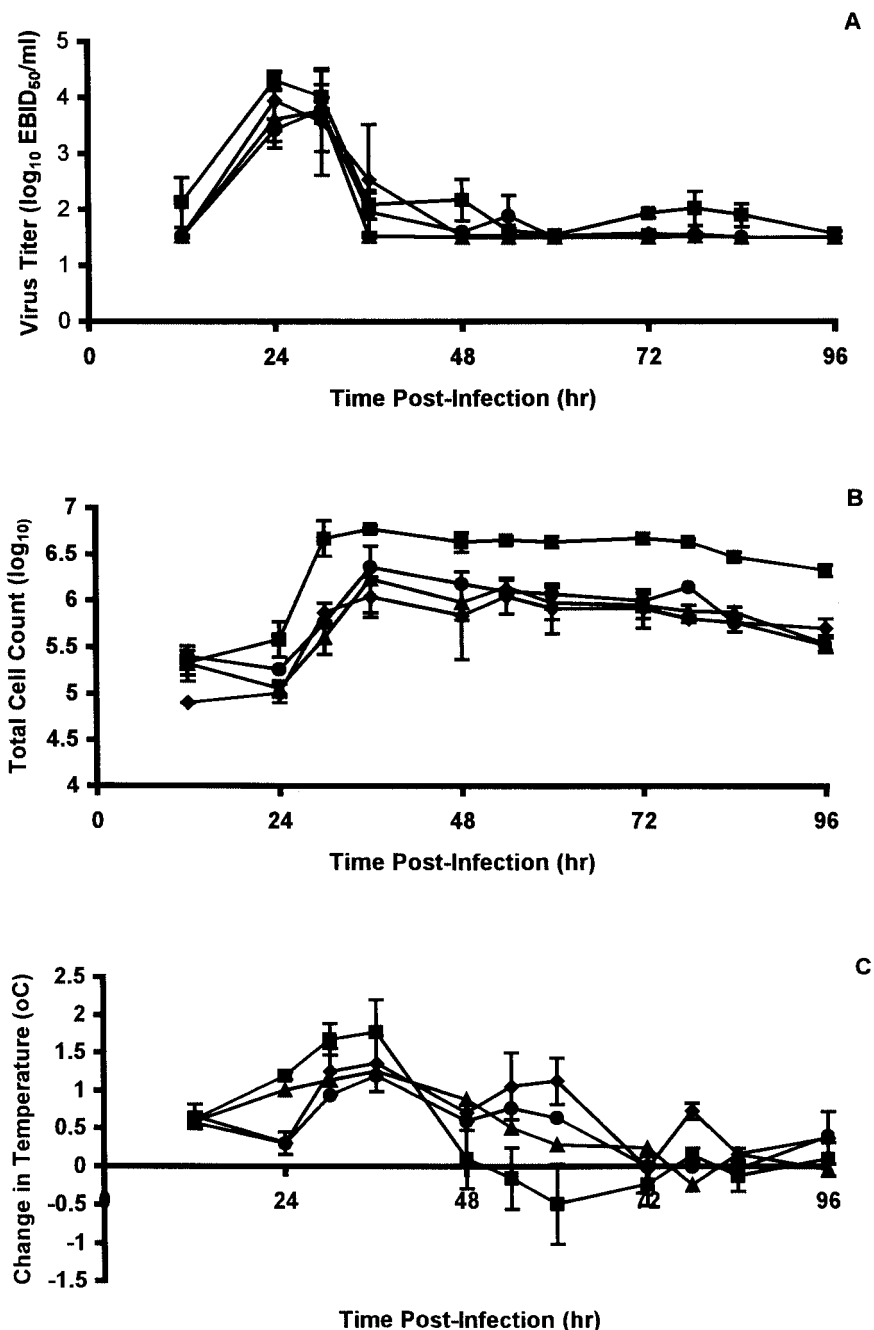 A
5
4
3
2
1
0
Virus Titer (log10 EBID50/ml)
0 24 48 72 96
Time Post-Infection (hr)
B
7
6.5
6
5.5
5
4.5
4
Total Cell Count (log10)
0 24 48 72 96
Time Post-Infection (hr)
C
2.5
2
1.5
1
0.5
0
-0.5
-1
-1.5
Change in Temperature (oC)
0 24 48 72 96
Time Post-Infection (hr)